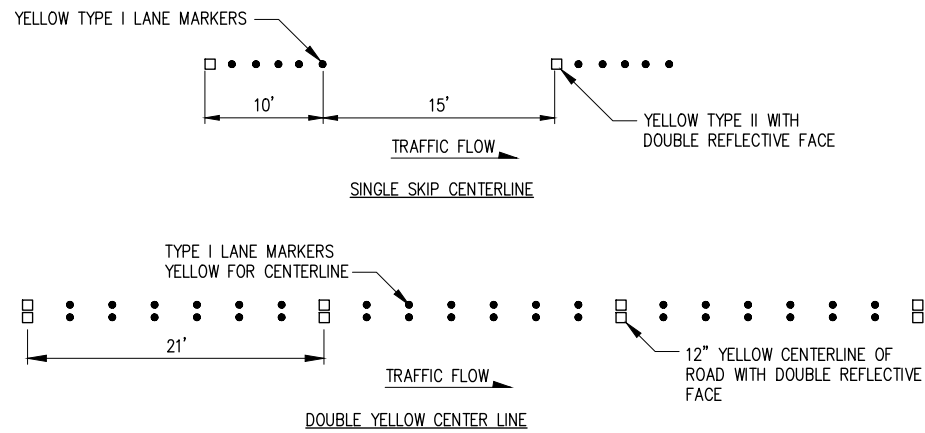 YELLOW TYPE I LANE MARKERS
10'
15'
YELLOW TYPE II WITH
DOUBLE REFLECTIVE FACE
TRAFFIC FLOW
SINGLE SKIP CENTERLINE
TYPE I LANE MARKERS
YELLOW FOR CENTERLINE
21'
12" YELLOW CENTERLINE OF
ROAD WITH DOUBLE REFLECTIVE
FACE
TRAFFIC FLOW
DOUBLE YELLOW CENTER LINE